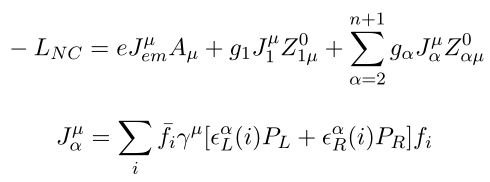 $$- L_{NC} = e J^{\mu}_{em} A_{\mu} + g_1 J^{\mu}_1 Z^0_{1\mu} + \sum_{\alpha=2}^{n+1} g_{\alpha} J^{\mu}_{\alpha} Z^0_{\alpha\mu}$$
$$J^{\mu}_{\alpha} = \sum_i \bar{f}_i \gamma^{\mu} [\epsilon^{\alpha}_L(i) P_L + \epsilon^{\alpha}_R(i) P_R] f_i$$